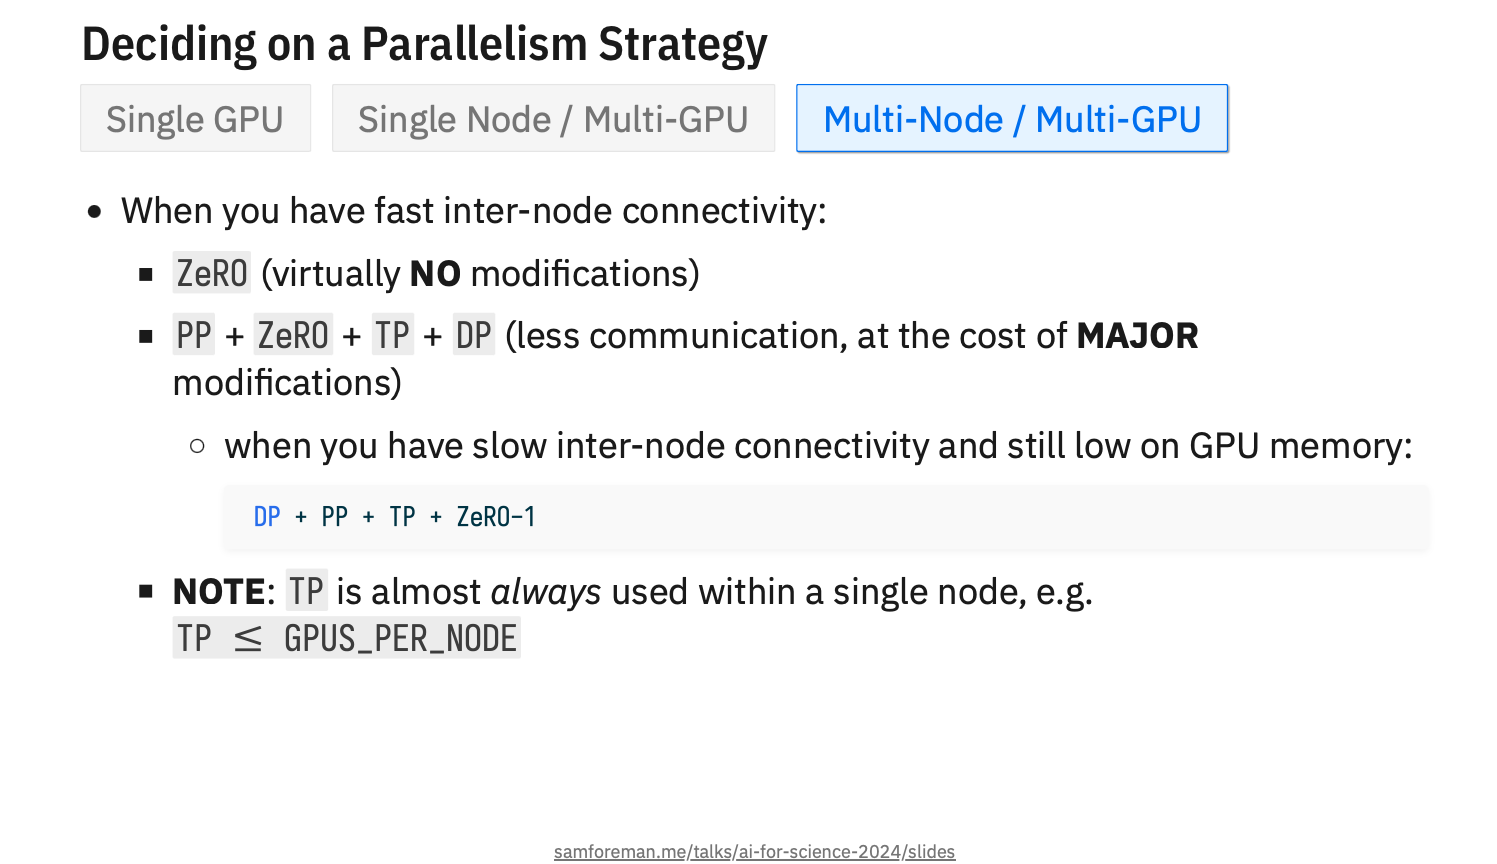 Deciding on a Parallelism Strategy
Single GPU
Single Node / Multi-GPU
Multi-Node / Multi-GPU
• When you have fast inter-node connectivity:
▪ ZeRO (virtually NO modifications)
▪ PP + ZeRO + TP + DP (less communication, at the cost of MAJOR
modifications)
○ when you have slow inter-node connectivity and still low on GPU memory:
DP + PP + TP + ZeRO-1
▪ NOTE: TP is almost always used within a single node, e.g.
TP ≤ GPUS_PER_NODE
samforeman.me/talks/ai-for-science-2024/slides